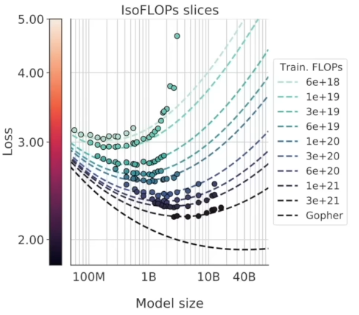 IsoFLOPs slices
5.00
4.00
3.00
2.00
Loss
100M 1B 10B 40B
Model size
Train. FLOPs
6e+18
1e+19
3e+19
6e+19
1e+20
3e+20
6e+20
1e+21
3e+21
Gopher